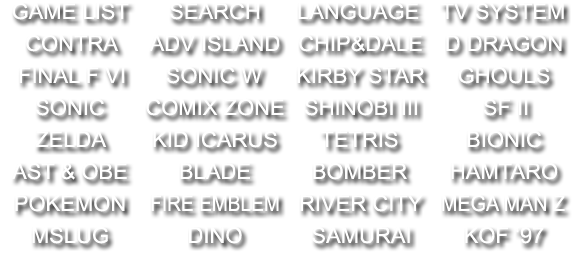 GAME LIST SEARCH LANGUAGE TV SYSTEM
CONTRA ADV ISLAND CHIP&DALE D DRAGON
FINAL F VI SONIC W KIRBY STAR GHOULS
SONIC COMIX ZONE SHINOBI III SF II
ZELDA KID ICARUS TETRIS BIONIC
AST & OBE BLADE BOMBER HAMTARO
POKEMON FIRE EMBLEM RIVER CITY MEGA MAN Z
MSLUG DINO SAMURAI KOF '97